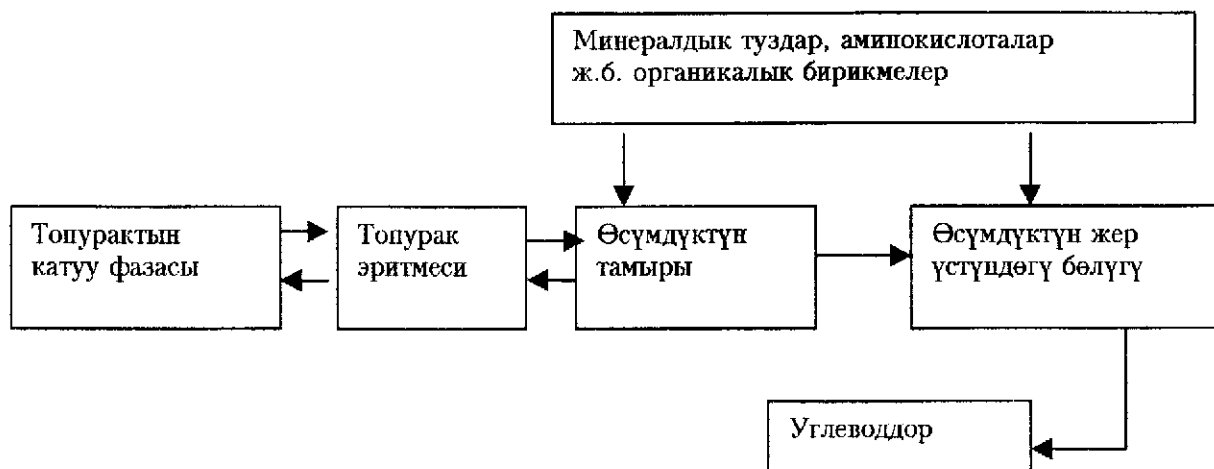 Минералдык туздар, аминокислоталар
ж.б. органикалык бирикмелер
Топурактын
катуу фазасы
Топурак
эритмеси
Өсүмдүктүн
тамыры
Өсүмдүктүн жер
үстүндөгү бөлүгү
Углеводдор